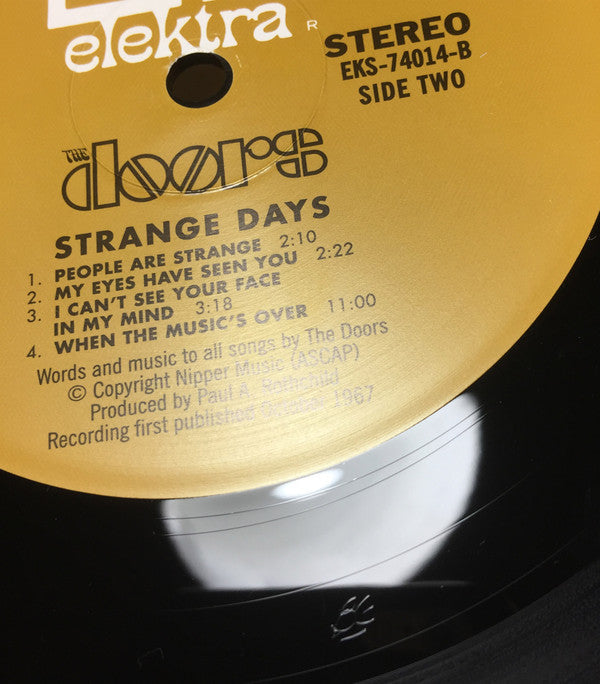 elektra ®
STEREO
EKS-74014-B
SIDE TWO
THE
doors
STRANGE DAYS
1. PEOPLE ARE STRANGE 2:10
2. MY EYES HAVE SEEN YOU 2:22
3. I CAN'T SEE YOUR FACE
IN MY MIND 3:18
4. WHEN THE MUSIC'S OVER 11:00
Words and music to all songs by The Doors
© Copyright Nipper Music (ASCAP)
Produced by Paul A. Rothchild
Recording first published October 1967